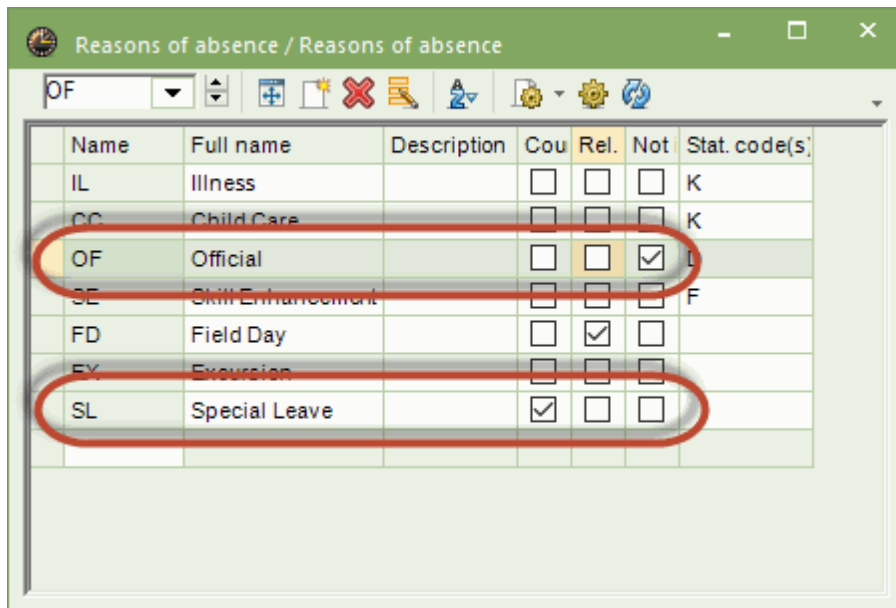 Reasons of absence / Reasons of absence
OF
Name Full name Description Cou Rel. Not Stat. code(s)
IL Illness K
CC Child Care K
OF Official
SE Skill Enhancement F
FD Field Day
EX Excursion
SL Special Leave